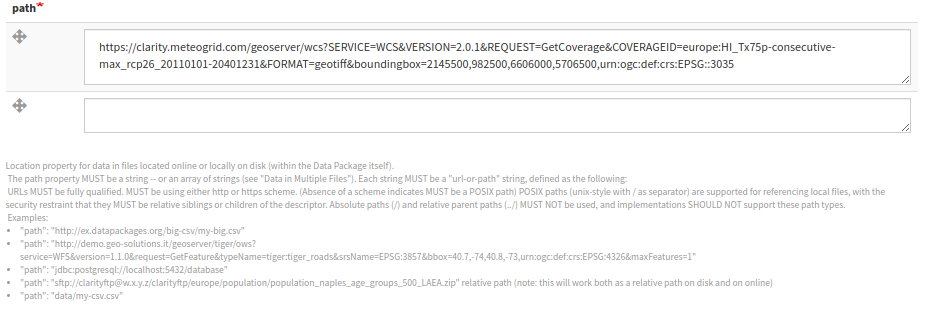 path*
https://clarity.meteogrid.com/geoserver/wcs?SERVICE=WCS&VERSION=2.0.1&REQUEST=GetCoverage&COVERAGEID=europe:HI_Tx75p-consecutive-
max_rcp26_20110101-20401231&FORMAT=geotiff&boundingbox=2145500,982500,6606000,5706500,urn:ogc:def:crs:EPSG::3035
Location property for data in files located online or locally on disk (within the Data Package itself).
The path property MUST be a string -- or an array of strings (see "Data in Multiple Files"). Each string MUST be a "url-or-path" string, defined as the following:
URLs MUST be fully qualified. MUST be using either http or https scheme. (Absence of a scheme indicates MUST be a POSIX path) POSIX paths (unix-style with / as separator) are supported for referencing local files, with the
security restraint that they MUST be relative siblings or children of the descriptor. Absolute paths (/) and relative parent paths (../) MUST NOT be used, and implementations SHOULD NOT support these path types.
Examples:
• "path": "http://ex.datapackages.org/big-csv/my-big.csv"
• "path": "http://demo.geo-solutions.it/geoserver/tiger/ows?
service=WFS&version=1.1.0&request=GetFeature&typeName=tiger:tiger_roads&srsName=EPSG:3857&bbox=40.7,-74,40.8,-73,urn:ogc:def:crs:EPSG:4326&maxFeatures=1"
• "path": "jdbc:postgresql://localhost:5432/database"
• "path": "sftp://clarityftp@w.x.y.z/clarityftp/europe/population/population_naples_age_groups_500_LAEA.zip" relative path (note: this will work both as a relative path on disk and on online)
• "path": "data/my-csv.csv"